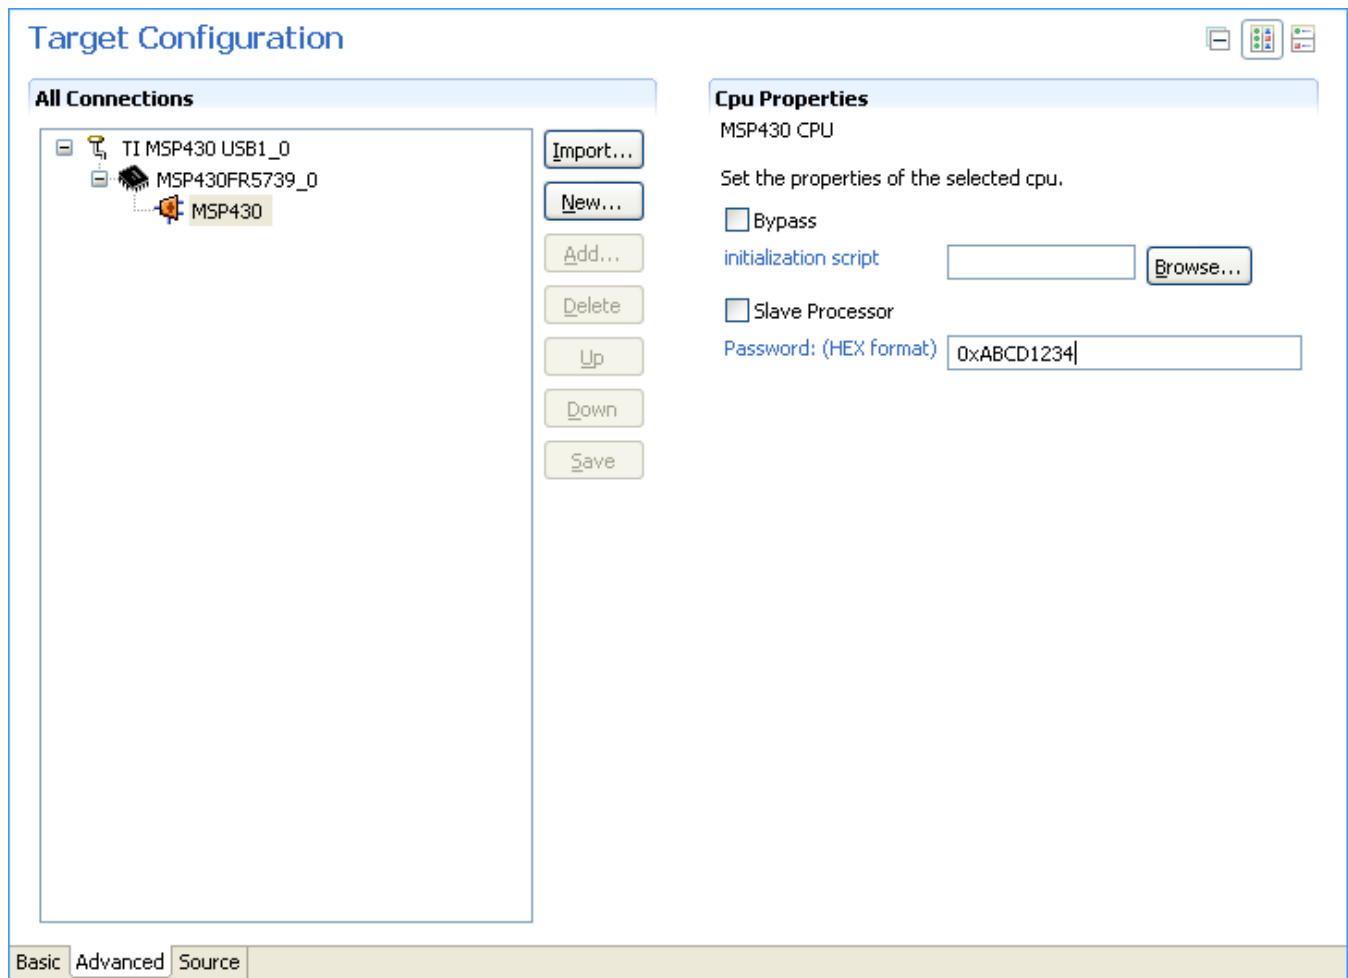 Target Configuration
All Connections
TI MSP430 USB1_0
MSP430FR5739_0
MSP430
Import...
New...
Add...
Delete
Up
Down
Save
Cpu Properties
MSP430 CPU
Set the properties of the selected cpu.
Bypass
initialization script
Browse...
Slave Processor
Password: (HEX format) 0xABCD1234
Basic Advanced Source